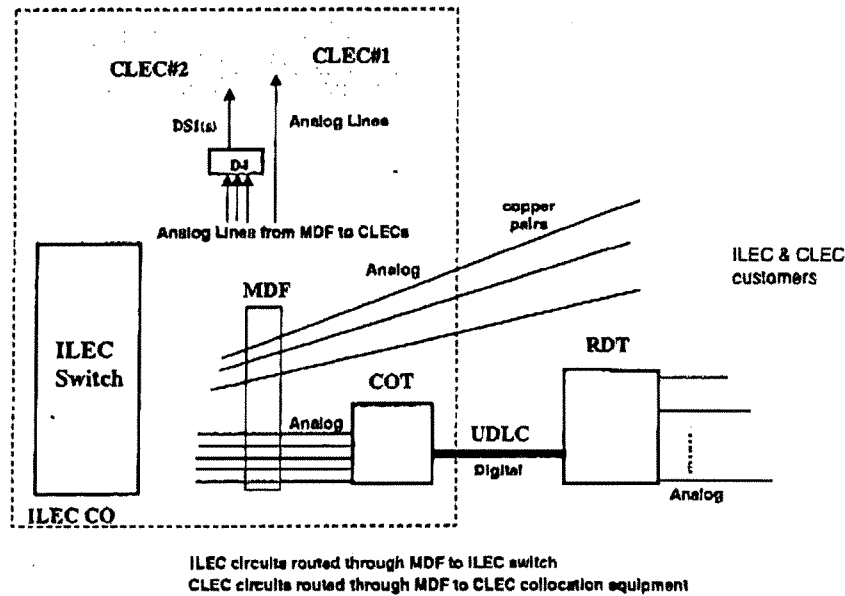 CLEC#2
CLEC#1
DS1(s)
Analog Lines
D4
Analog Lines from MDF to CLECs
copper
pairs
Analog
ILEC & CLEC
customers
MDF
ILEC
Switch
RDT
COT
Analog
UDLC
Digital
Analog
ILEC CO
ILEC circuits routed through MDF to ILEC switch
CLEC circuits routed through MDF to CLEC collocation equipment